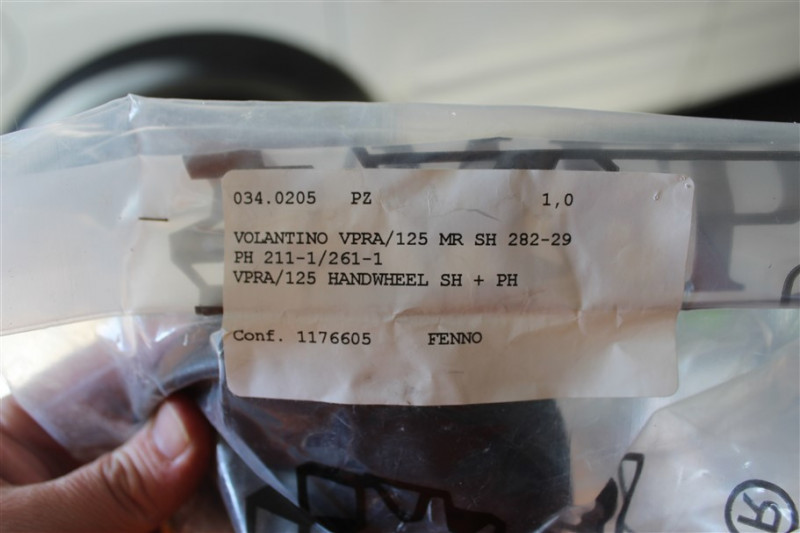 034.0205 PZ 1,0
VOLANTINO VPRA/125 MR SH 282-29
PH 211-1/261-1
VPRA/125 HANDWHEEL SH + PH
Conf. 1176605 FENNO